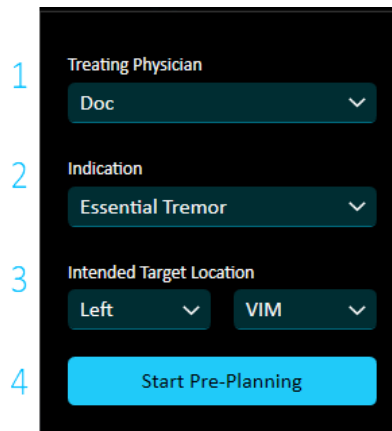 1 Treating Physician
Doc
2 Indication
Essential Tremor
3 Intended Target Location
Left VIM
4 Start Pre-Planning